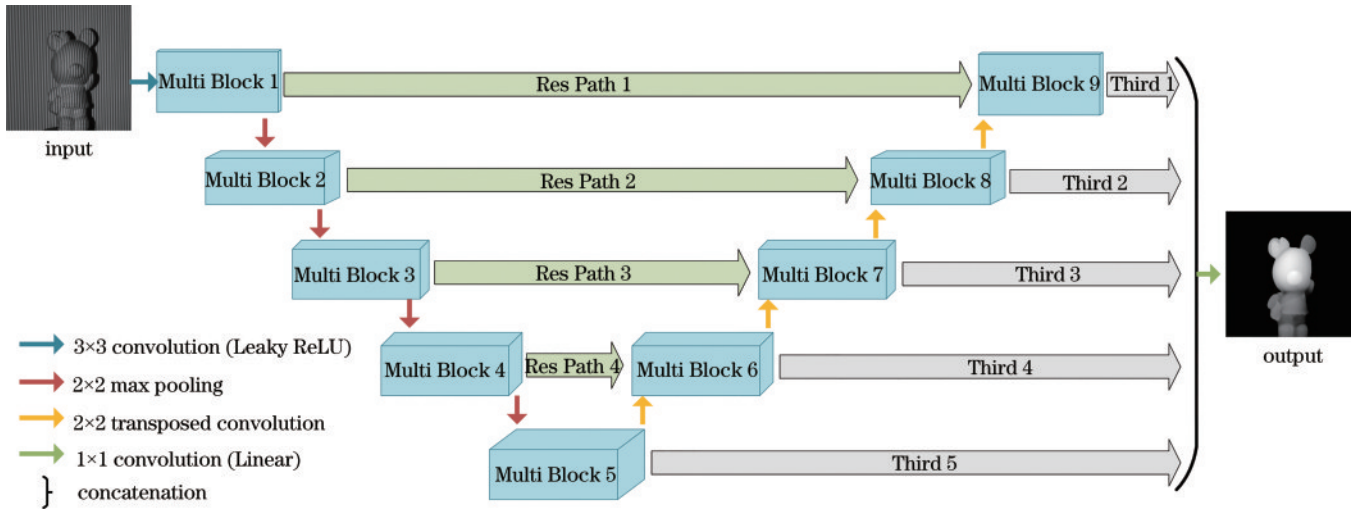 input
Multi Block 1
Res Path 1
Multi Block 9
Third 1
Multi Block 2
Res Path 2
Multi Block 8
Third 2
Multi Block 3
Res Path 3
Multi Block 7
Third 3
Multi Block 4
Res Path 4
Multi Block 6
Third 4
Multi Block 5
Third 5
output
3×3 convolution (Leaky ReLU)
2×2 max pooling
2×2 transposed convolution
1×1 convolution (Linear)
} concatenation